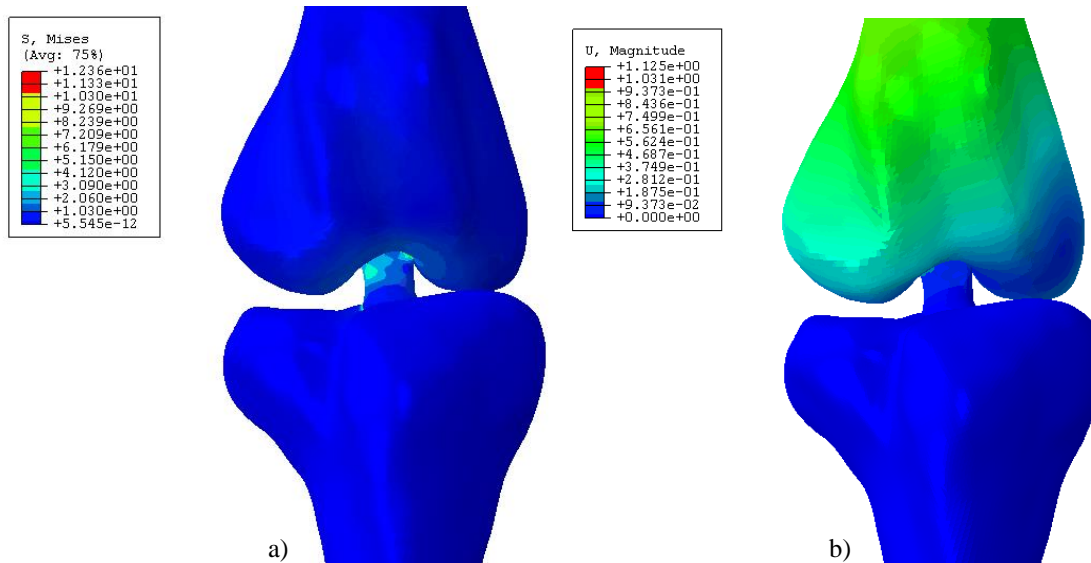 S, Mises
(Avg: 75%)
+1.236e+01
+1.133e+01
+1.030e+01
+9.269e+00
+8.239e+00
+7.209e+00
+6.179e+00
+5.150e+00
+4.120e+00
+3.090e+00
+2.060e+00
+1.030e+00
+5.545e-12
U, Magnitude
+1.125e+00
+1.031e+00
+9.373e-01
+8.436e-01
+7.499e-01
+6.561e-01
+5.624e-01
+4.687e-01
+3.749e-01
+2.812e-01
+1.875e-01
+9.373e-02
+0.000e+00
a)
b)